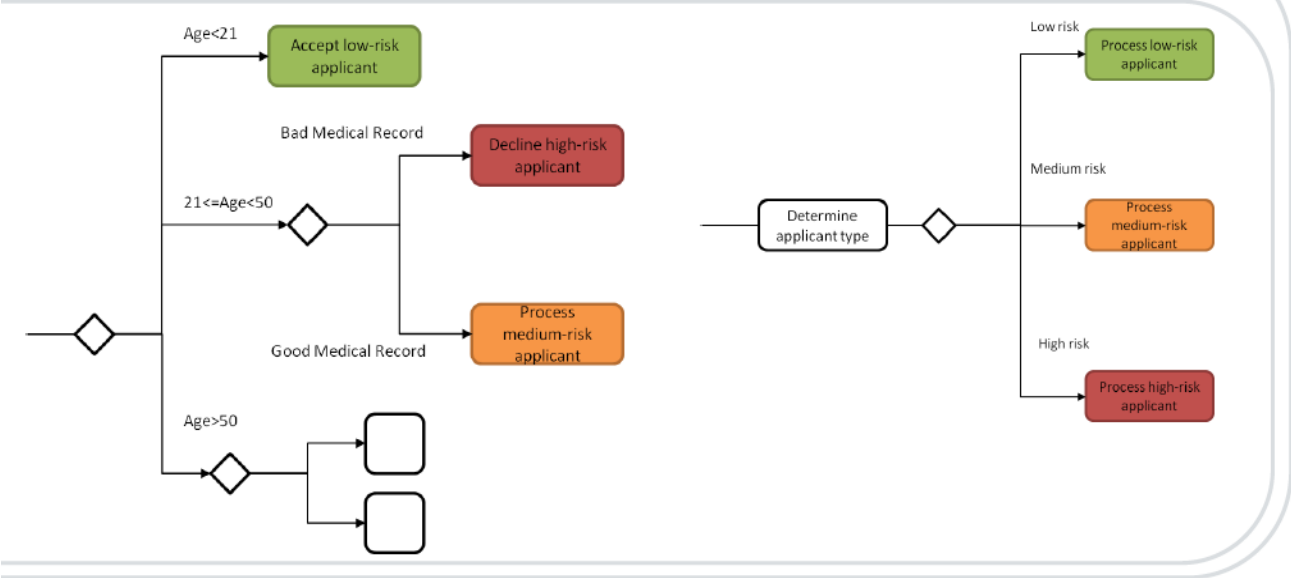 Age<21
Accept low-risk
applicant
Bad Medical Record
Decline high-risk
applicant
21<=Age<50
Process
medium-risk
applicant
Good Medical Record
Age>50
Low risk
Process low-risk
applicant
Medium risk
Determine
applicant type
Process
medium-risk
applicant
High risk
Process high-risk
applicant